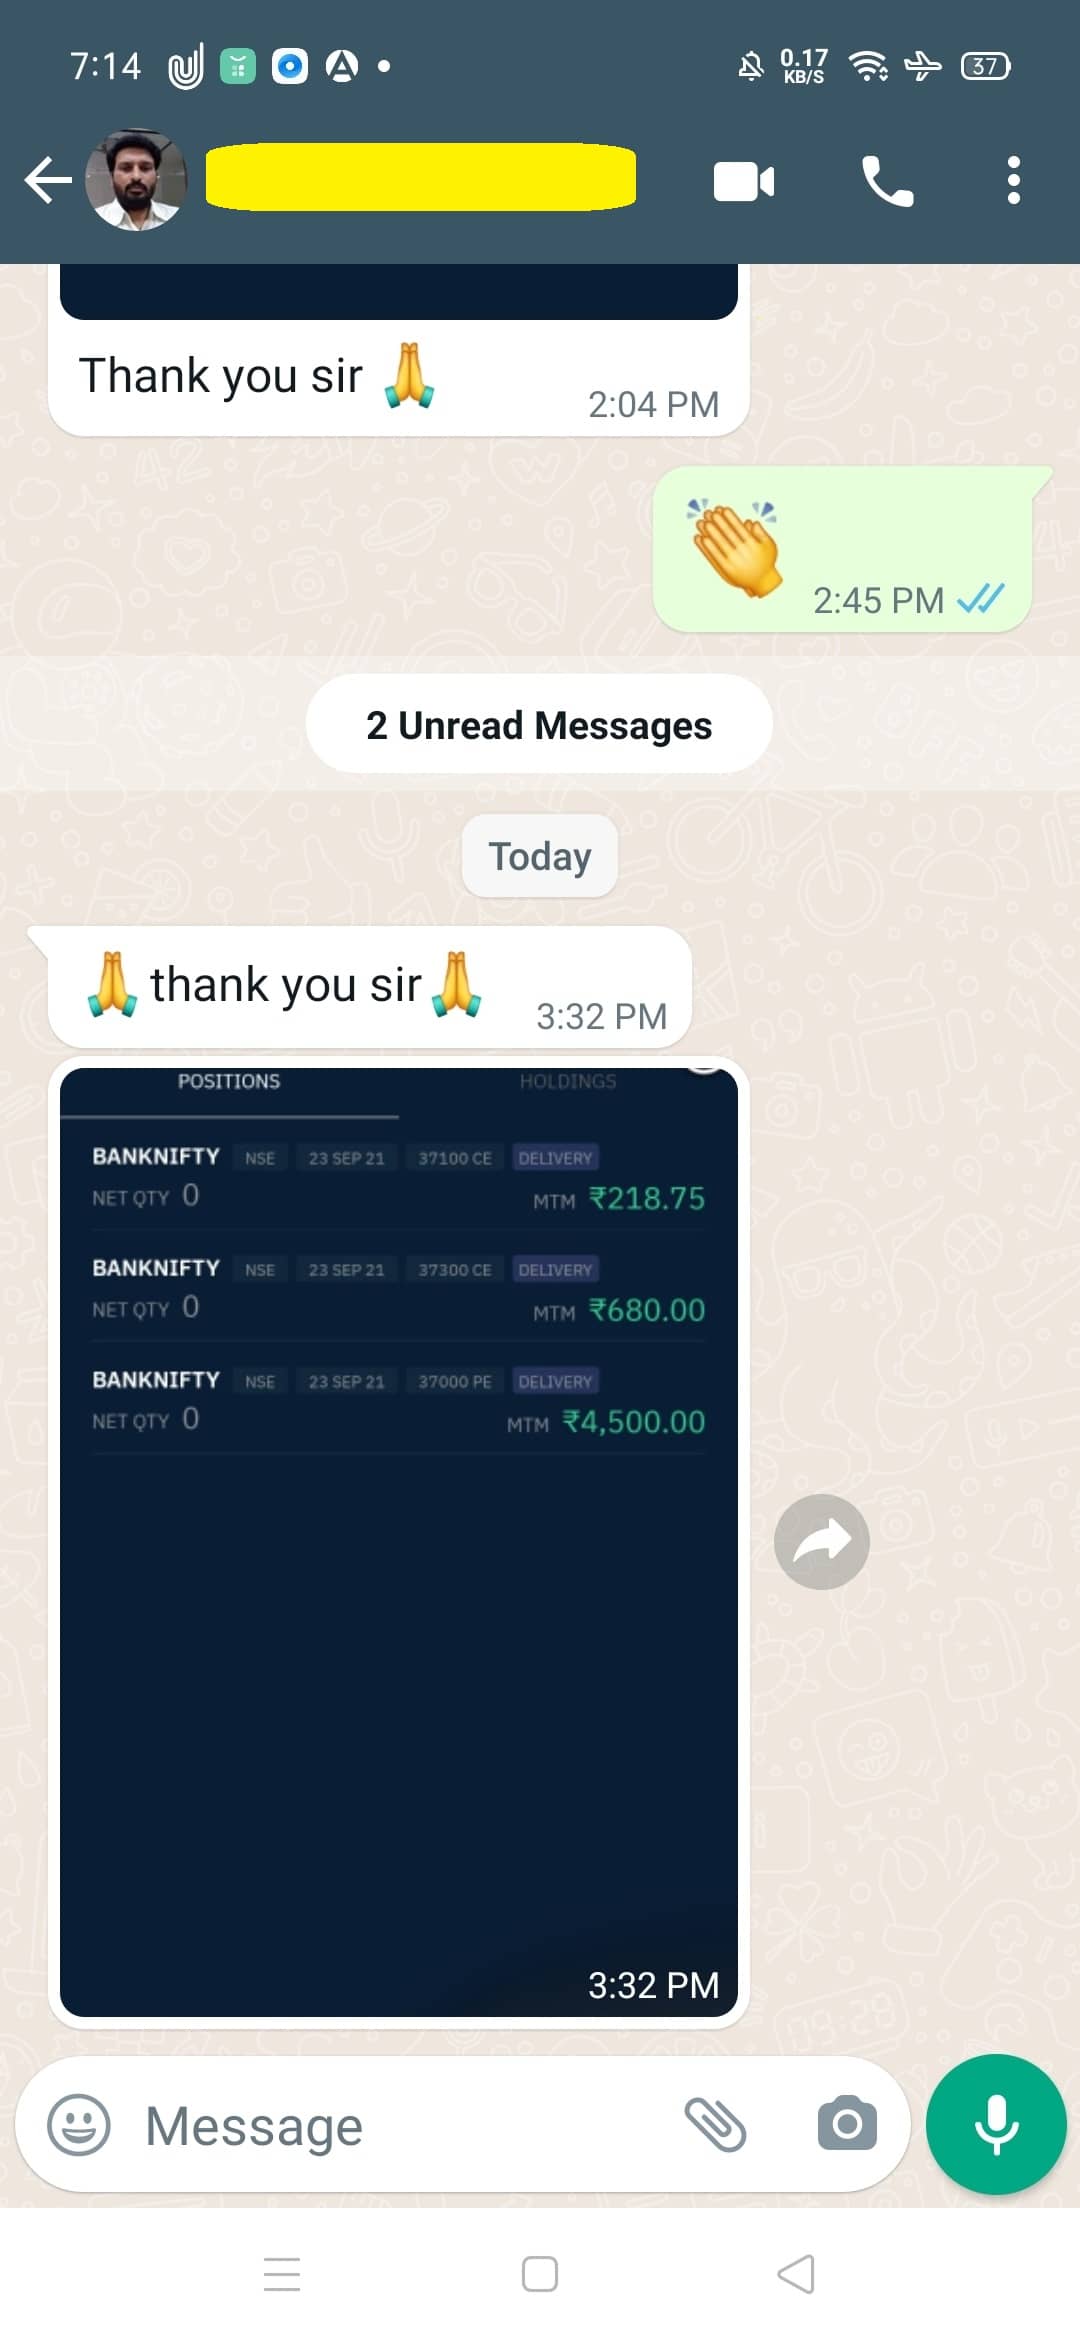 7:14
0.17
KB/S
37
Thank you sir 🙏
2:04 PM
👏
2:45 PM
2 Unread Messages
Today
🙏 thank you sir 🙏
3:32 PM
POSITIONS HOLDINGS
BANKNIFTY NSE 23 SEP 21 37100 CE DELIVERY
NET QTY 0 MTM ₹218.75
BANKNIFTY NSE 23 SEP 21 37300 CE DELIVERY
NET QTY 0 MTM ₹680.00
BANKNIFTY NSE 23 SEP 21 37000 PE DELIVERY
NET QTY 0 MTM ₹4,500.00
3:32 PM
Message